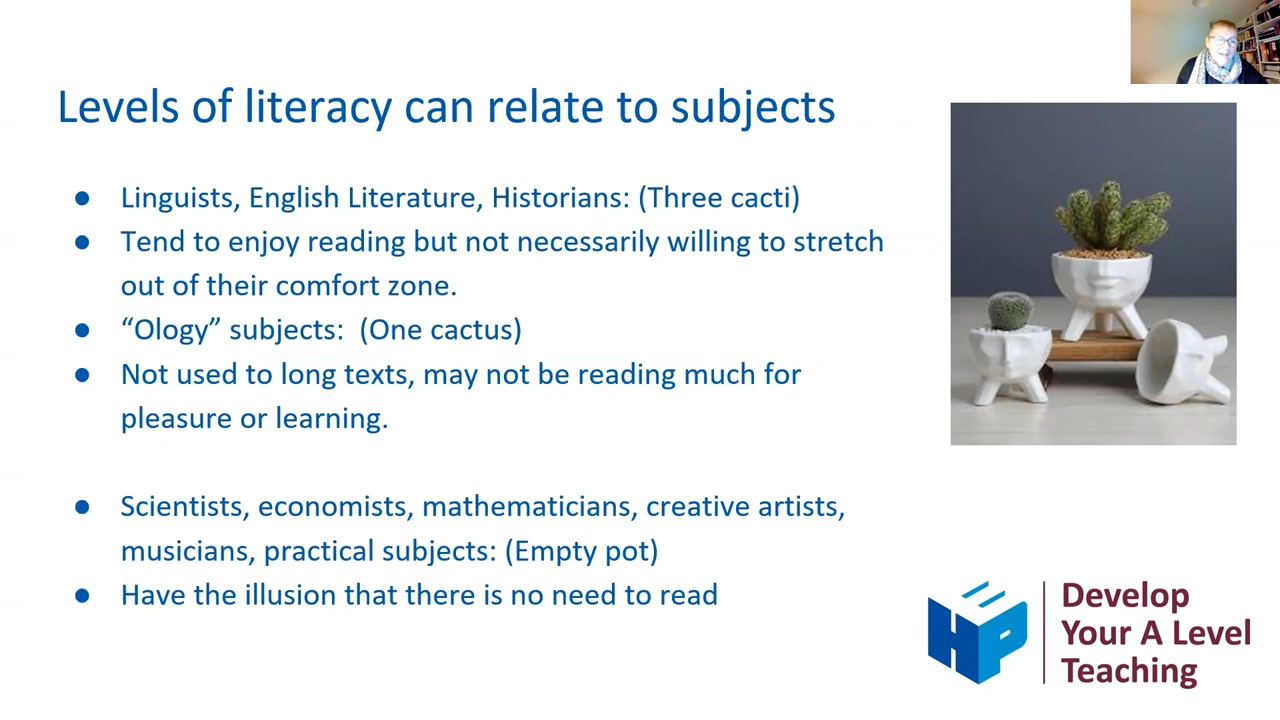 Levels of literacy can relate to subjects
● Linguists, English Literature, Historians: (Three cacti)
● Tend to enjoy reading but not necessarily willing to stretch
out of their comfort zone.
● “Ology” subjects:  (One cactus)
● Not used to long texts, may not be reading much for
pleasure or learning.
● Scientists, economists, mathematicians, creative artists,
musicians, practical subjects: (Empty pot)
● Have the illusion that there is no need to read
HEP
Develop
Your A Level
Teaching